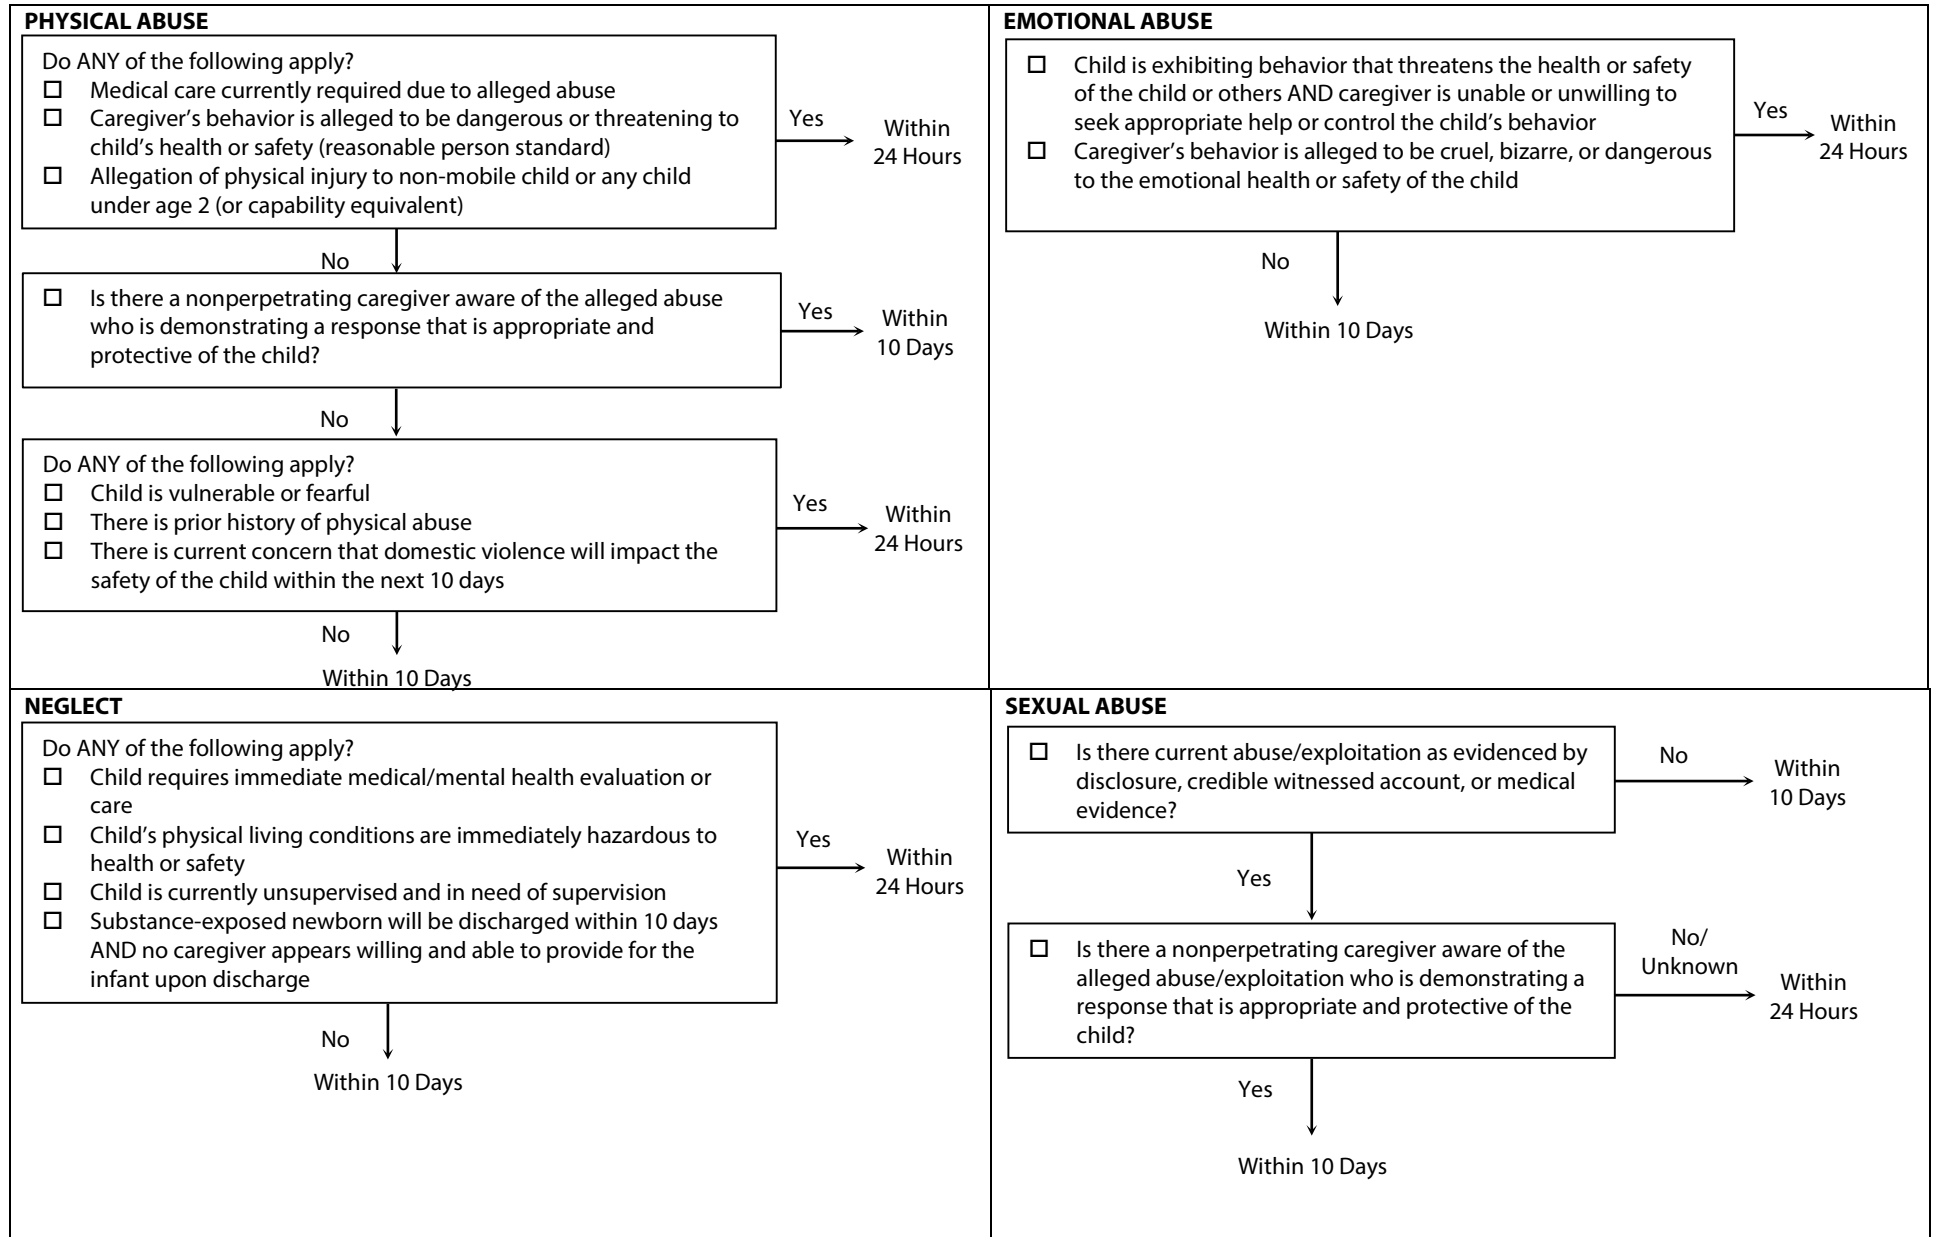 PHYSICAL ABUSE
Do ANY of the following apply?
☐ Medical care currently required due to alleged abuse
☐ Caregiver’s behavior is alleged to be dangerous or threatening to
child’s health or safety (reasonable person standard)
☐ Allegation of physical injury to non-mobile child or any child
under age 2 (or capability equivalent)
Yes
Within
24 Hours
No
☐ Is there a nonperpetrating caregiver aware of the alleged abuse
who is demonstrating a response that is appropriate and
protective of the child?
Yes
Within
10 Days
No
Do ANY of the following apply?
☐ Child is vulnerable or fearful
☐ There is prior history of physical abuse
☐ There is current concern that domestic violence will impact the
safety of the child within the next 10 days
Yes
Within
24 Hours
No
Within 10 Days
EMOTIONAL ABUSE
☐ Child is exhibiting behavior that threatens the health or safety
of the child or others AND caregiver is unable or unwilling to
seek appropriate help or control the child’s behavior
☐ Caregiver’s behavior is alleged to be cruel, bizarre, or dangerous
to the emotional health or safety of the child
Yes
Within
24 Hours
No
Within 10 Days
NEGLECT
Do ANY of the following apply?
☐ Child requires immediate medical/mental health evaluation or
care
☐ Child’s physical living conditions are immediately hazardous to
health or safety
☐ Child is currently unsupervised and in need of supervision
☐ Substance-exposed newborn will be discharged within 10 days
AND no caregiver appears willing and able to provide for the
infant upon discharge
Yes
Within
24 Hours
No
Within 10 Days
SEXUAL ABUSE
☐ Is there current abuse/exploitation as evidenced by
disclosure, credible witnessed account, or medical
evidence?
No
Within
10 Days
Yes
☐ Is there a nonperpetrating caregiver aware of the
alleged abuse/exploitation who is demonstrating a
response that is appropriate and protective of the
child?
No/
Unknown
Within
24 Hours
Yes
Within 10 Days